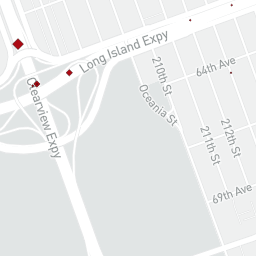 Long Island Expy
Clearview Expy
210th St
Oceania St
64th Ave
211th St
212th St
69th Ave